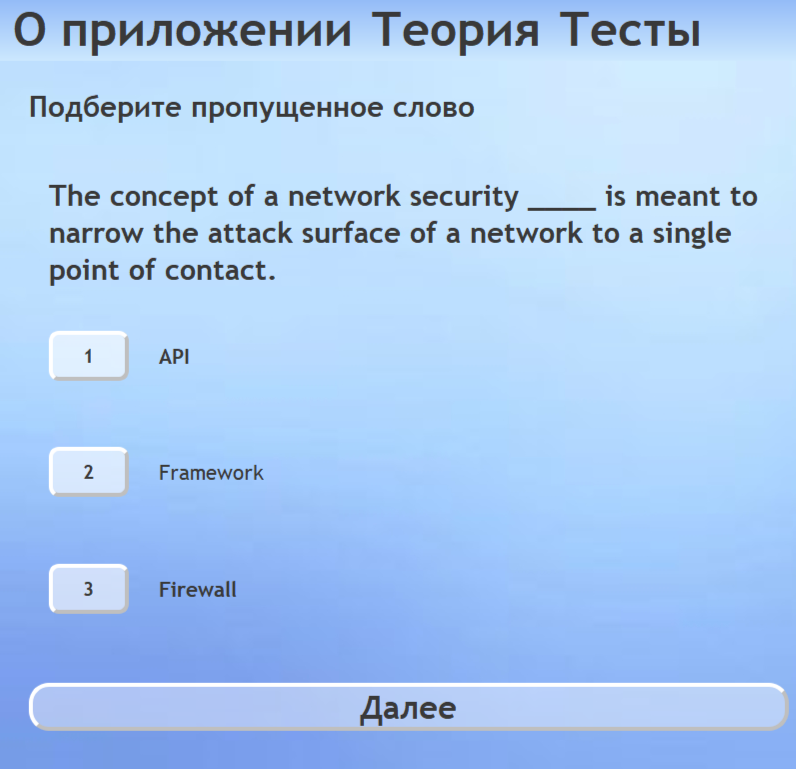 О приложении Теория Тесты
Подберите пропущенное слово
The concept of a network security ____ is meant to
narrow the attack surface of a network to a single
point of contact.
1 API
2 Framework
3 Firewall
Далее